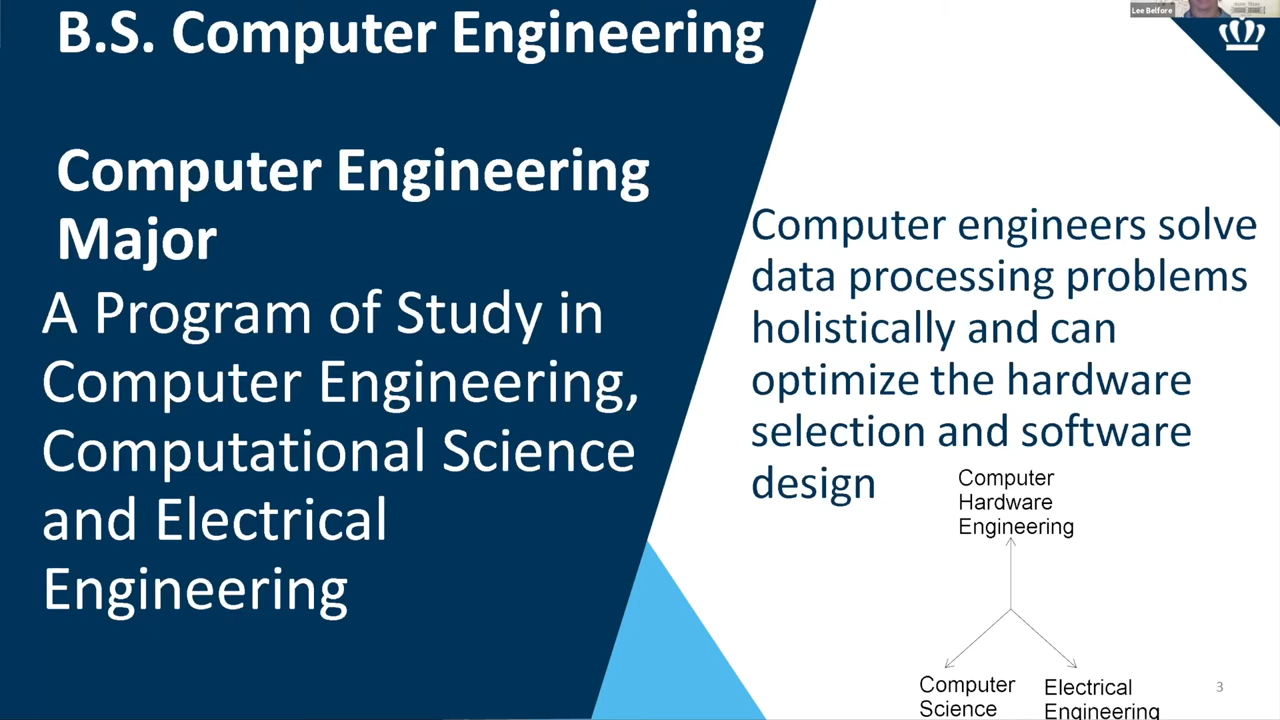 B.S. Computer Engineering
Computer Engineering
Major
A Program of Study in
Computer Engineering,
Computational Science
and Electrical
Engineering
Lee Belfore
Computer engineers solve
data processing problems
holistically and can
optimize the hardware
selection and software
design
Computer
Hardware
Engineering
Computer
Science
Electrical
Engineering
3